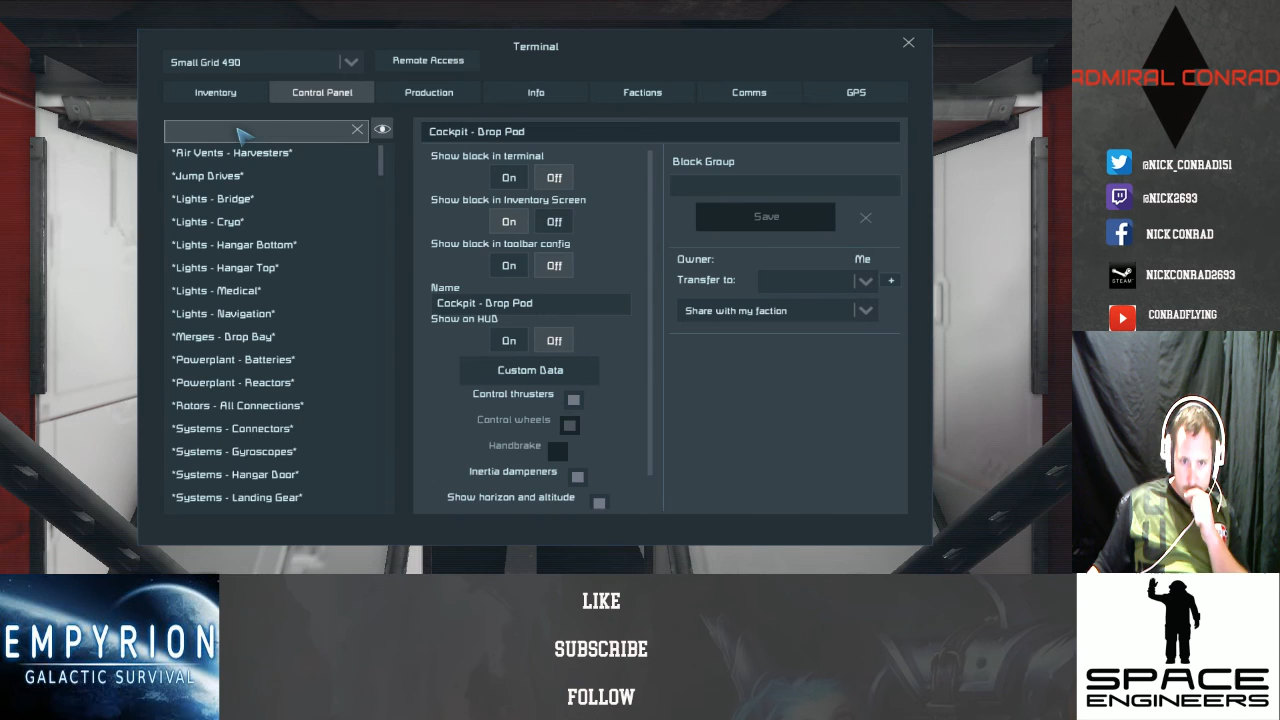 Terminal
Small Grid 490
Remote Access
Inventory
Control Panel
Production
Info
Factions
Comms
GPS
*Air Vents - Harvesters*
*Jump Drives*
*Lights - Bridge*
*Lights - Cryo*
*Lights - Hangar Bottom*
*Lights - Hangar Top*
*Lights - Medical*
*Lights - Navigation*
*Merges - Drop Bay*
*Powerplant - Batteries*
*Powerplant - Reactors*
*Rotors - All Connections*
*Systems - Connectors*
*Systems - Gyroscopes*
*Systems - Hangar Door*
*Systems - Landing Gear*
Cockpit - Drop Pod
Show block in terminal
On Off
Show block in Inventory Screen
On Off
Show block in toolbar config
On Off
Name
Cockpit - Drop Pod
Show on HUD
On Off
Custom Data
Control thrusters
Control wheels
Handbrake
Inertia dampeners
Show horizon and altitude
Block Group
Save
Owner: Me
Transfer to:
+
Share with my faction
ADMIRAL CONRAD
@NICK_CONRAD151
@NICK2693
NICK CONRAD
STEAM
NICKCONRAD2693
CONRADFLYING
EMPYRION
GALACTIC SURVIVAL
LIKE
SUBSCRIBE
FOLLOW
SPACE
ENGINEERS